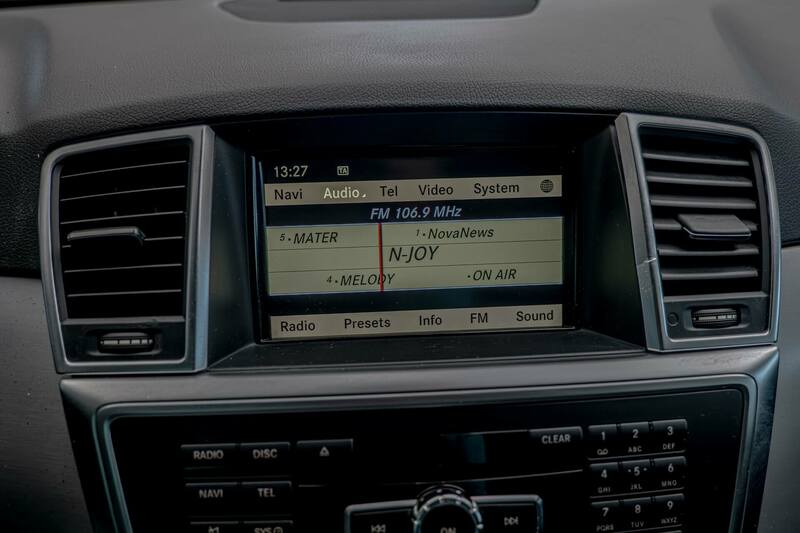 13:27 TA
Navi Audio Tel Video System
FM 106.9 MHz
5 • MATER 1 • NovaNews
N-JOY
4 • MELODY • ON AIR
Radio Presets Info FM Sound
RADIO DISC CLEAR 1 2 ABC 3 DEF
NAVI TEL 4 GHI 5 JKL 6 MNO
SYS ON 7 PQRS 8 TUV 9 WXYZ